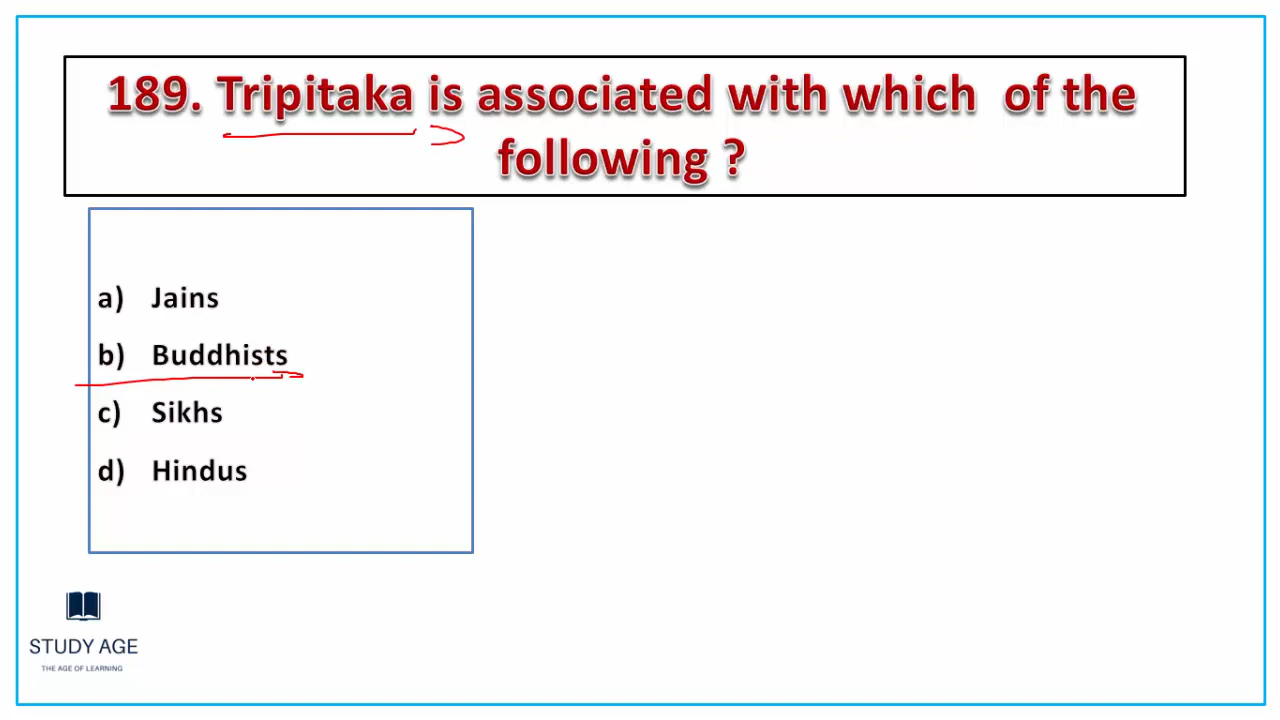 189. Tripitaka is associated with which of the
following ?
a) Jains
b) Buddhists
c) Sikhs
d) Hindus
STUDY AGE
THE AGE OF LEARNING